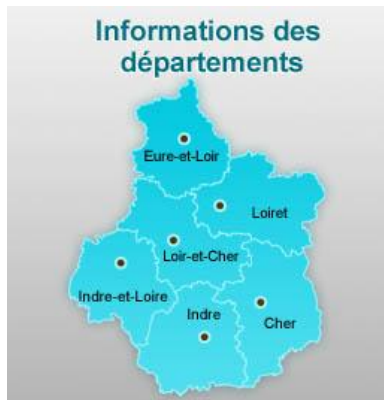 Informations des
départements
Eure-et-Loir
Loiret
Loir-et-Cher
Indre-et-Loire
Indre
Cher